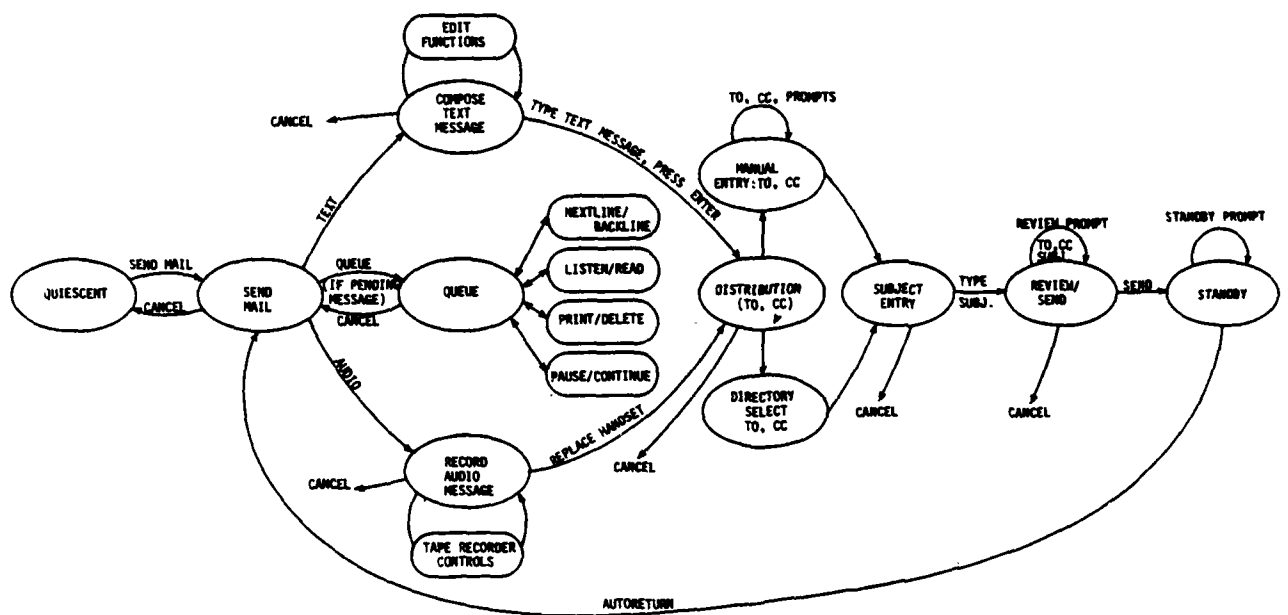 EDIT
FUNCTIONS
COMPOSE
TEXT
MESSAGE
CANCEL
TYPE TEXT MESSAGE, PRESS ENTER
TO, CC, PROMPTS
MANUAL
ENTRY:TO, CC
TEXT
NEXTLINE/
BACKLINE
LISTEN/READ
PRINT/DELETE
PAUSE/CONTINUE
QUIESCENT
SEND MAIL
CANCEL
SEND
MAIL
QUEUE
(IF PENDING
MESSAGE)
CANCEL
QUEUE
DISTRIBUTION
(TO, CC)
SUBJECT
ENTRY
CANCEL
TYPE
SUBJ.
REVIEW PROMPT
TO,CC
SUBJ.
REVIEW/
SEND
CANCEL
SEND
STANDBY PROMPT
STANDBY
DIRECTORY
SELECT
TO, CC
AUDIO
RECORD
AUDIO
MESSAGE
CANCEL
REPLACE HANDSET
CANCEL
TAPE RECORDER
CONTROLS
AUTORETURN